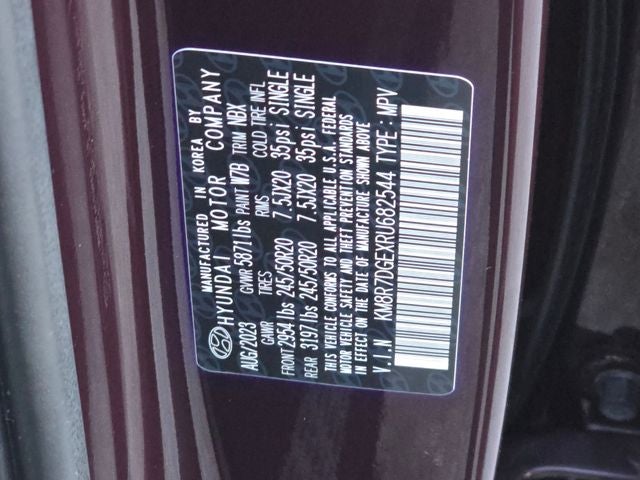 MANUFACTURED IN KOREA BY
HYUNDAI MOTOR COMPANY
AUG/2023 GVWR 5871lbs PAINT W7B TRIM NBX
GAWR TIRES RIMS COLD TIRE INFL
FRONT 2954 lbs 245/50R20 7.5JX20 35psi SINGLE
REAR 3197 lbs 245/50R20 7.5JX20 35psi SINGLE
THIS VEHICLE CONFORMS TO ALL APPLICABLE U.S.A. FEDERAL
MOTOR VEHICLE SAFETY AND THEFT PREVENTION STANDARDS
IN EFFECT ON THE DATE OF MANUFACTURE SHOWN ABOVE
V.I.N KM8R7DGEXRU682544 TYPE : MPV